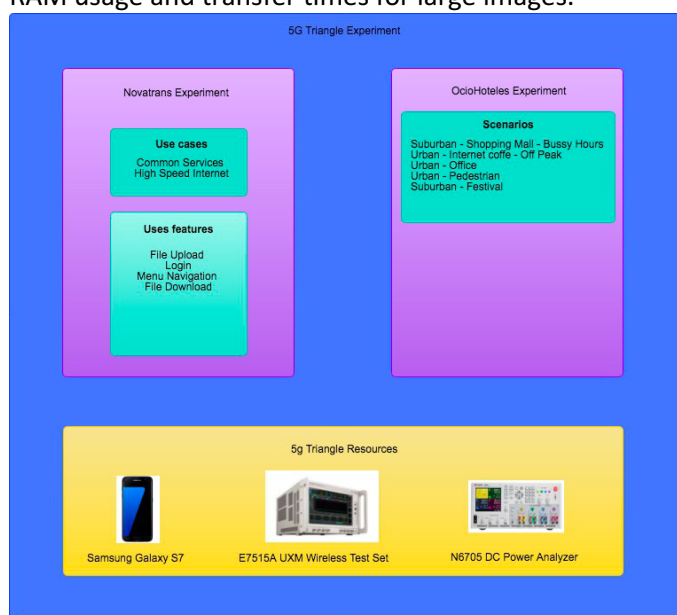 RAM usage and transfer times for large images.
5G Triangle Experiment
Novatrans Experiment
Use cases
Common Services
High Speed Internet
Uses features
File Upload
Login
Menu Navigation
File Download
OcioHoteles Experiment
Scenarios
Suburban - Shopping Mall - Bussy Hours
Urban - Internet coffe - Off Peak
Urban - Office
Urban - Pedestrian
Suburban - Festival
5g Triangle Resources
Samsung Galaxy S7
E7515A UXM Wireless Test Set
N6705 DC Power Analyzer